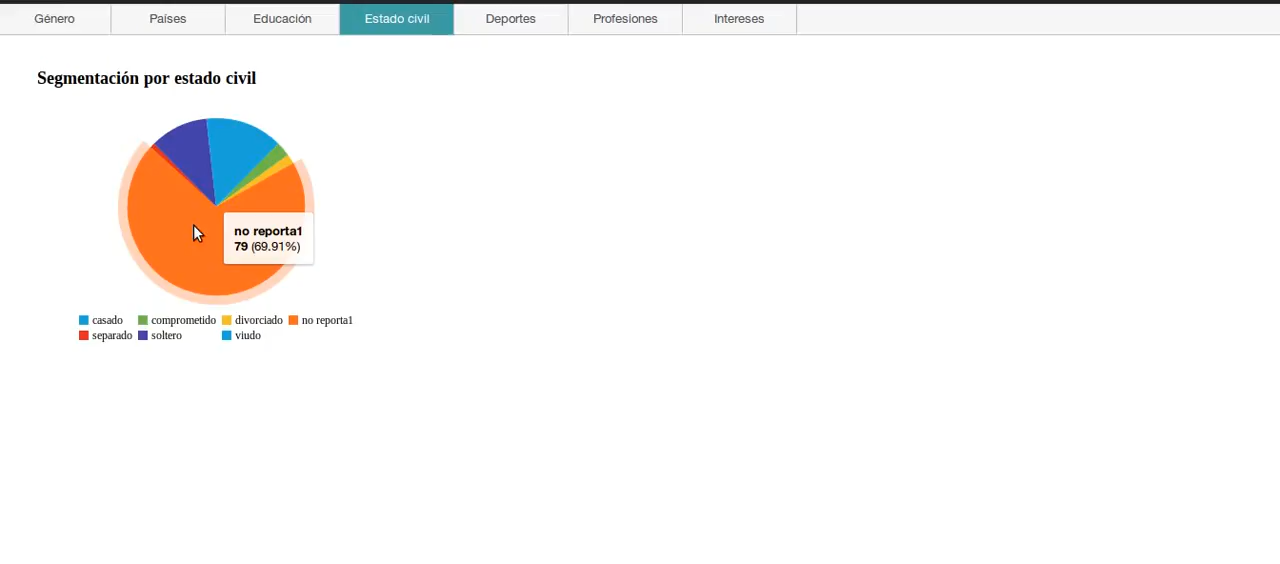 Género Países Educación Estado civil Deportes Profesiones Intereses
Segmentación por estado civil
no reporta1
79 (69.91%)
casado comprometido divorciado no reporta1
separado soltero viudo